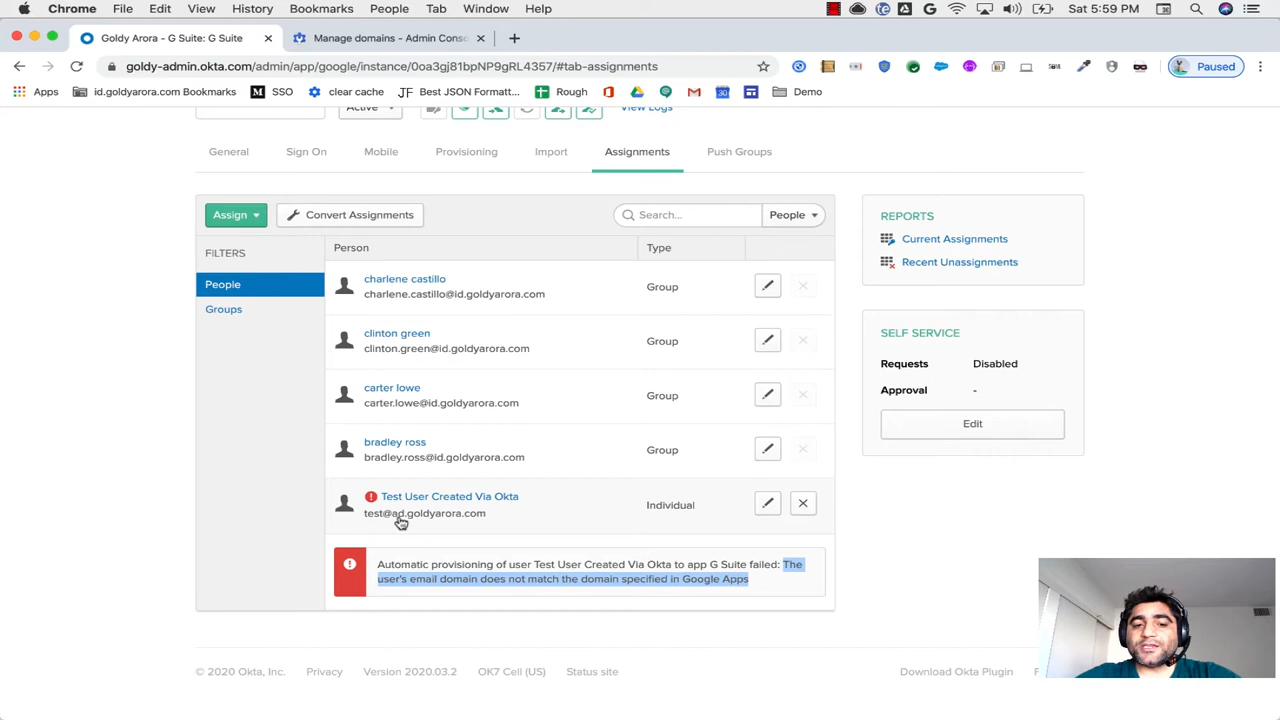 Chrome File Edit View History Bookmarks People Tab Window Help Sat 5:59 PM
Goldy Arora - G Suite: G Suite Manage domains - Admin Conso
goldy-admin.okta.com/admin/app/google/instance/0oa3gj81bpNP9gRL4357/#tab-assignments Paused
Apps id.goldyarora.com Bookmarks SSO clear cache JF Best JSON Formatt... Rough Demo
Active View Logs
General Sign On Mobile Provisioning Import Assignments Push Groups
Assign Convert Assignments Search... People
FILTERS Person Type
People
Groups
charlene castillo
charlene.castillo@id.goldyarora.com Group
clinton green
clinton.green@id.goldyarora.com Group
carter lowe
carter.lowe@id.goldyarora.com Group
bradley ross
bradley.ross@id.goldyarora.com Group
Test User Created Via Okta
test@ad.goldyarora.com Individual
Automatic provisioning of user Test User Created Via Okta to app G Suite failed: The
user's email domain does not match the domain specified in Google Apps
REPORTS
Current Assignments
Recent Unassignments
SELF SERVICE
Requests Disabled
Approval -
Edit
© 2020 Okta, Inc. Privacy Version 2020.03.2 OK7 Cell (US) Status site Download Okta Plugin